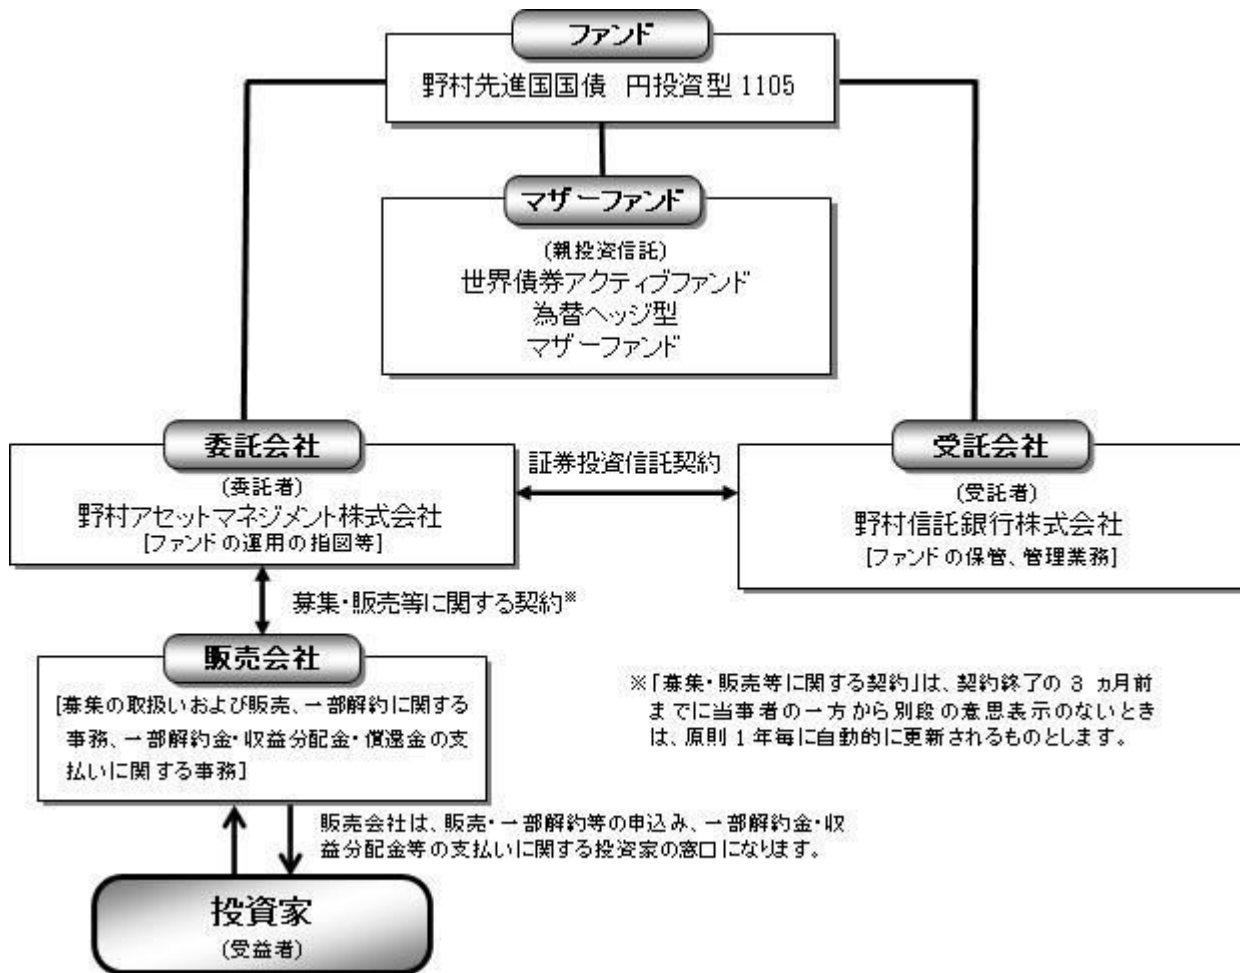 ファンド
野村先進国国債 円投資型 1105
マザーファンド
(親投資信託)
世界債券アクティブファンド
為替ヘッジ型
マザーファンド
委託会社
(委託者)
野村アセットマネジメント株式会社
[ファンドの運用の指図等]
証券投資信託契約
受託会社
(受託者)
野村信託銀行株式会社
[ファンドの保管、管理業務]
募集・販売等に関する契約※
販売会社
[募集の取扱いおよび販売、一部解約に関する
事務、一部解約金・収益分配金・償還金の支
払いに関する事務]
※「募集・販売等に関する契約」は、契約終了の 3 ヵ月前
までに当事者の一方から別段の意思表示のないとき
は、原則 1 年毎に自動的に更新されるものとします。
販売会社は、販売・一部解約等の申込み、一部解約金・収
益分配金等の支払いに関する投資家の窓口になります。
投資家
(受益者)